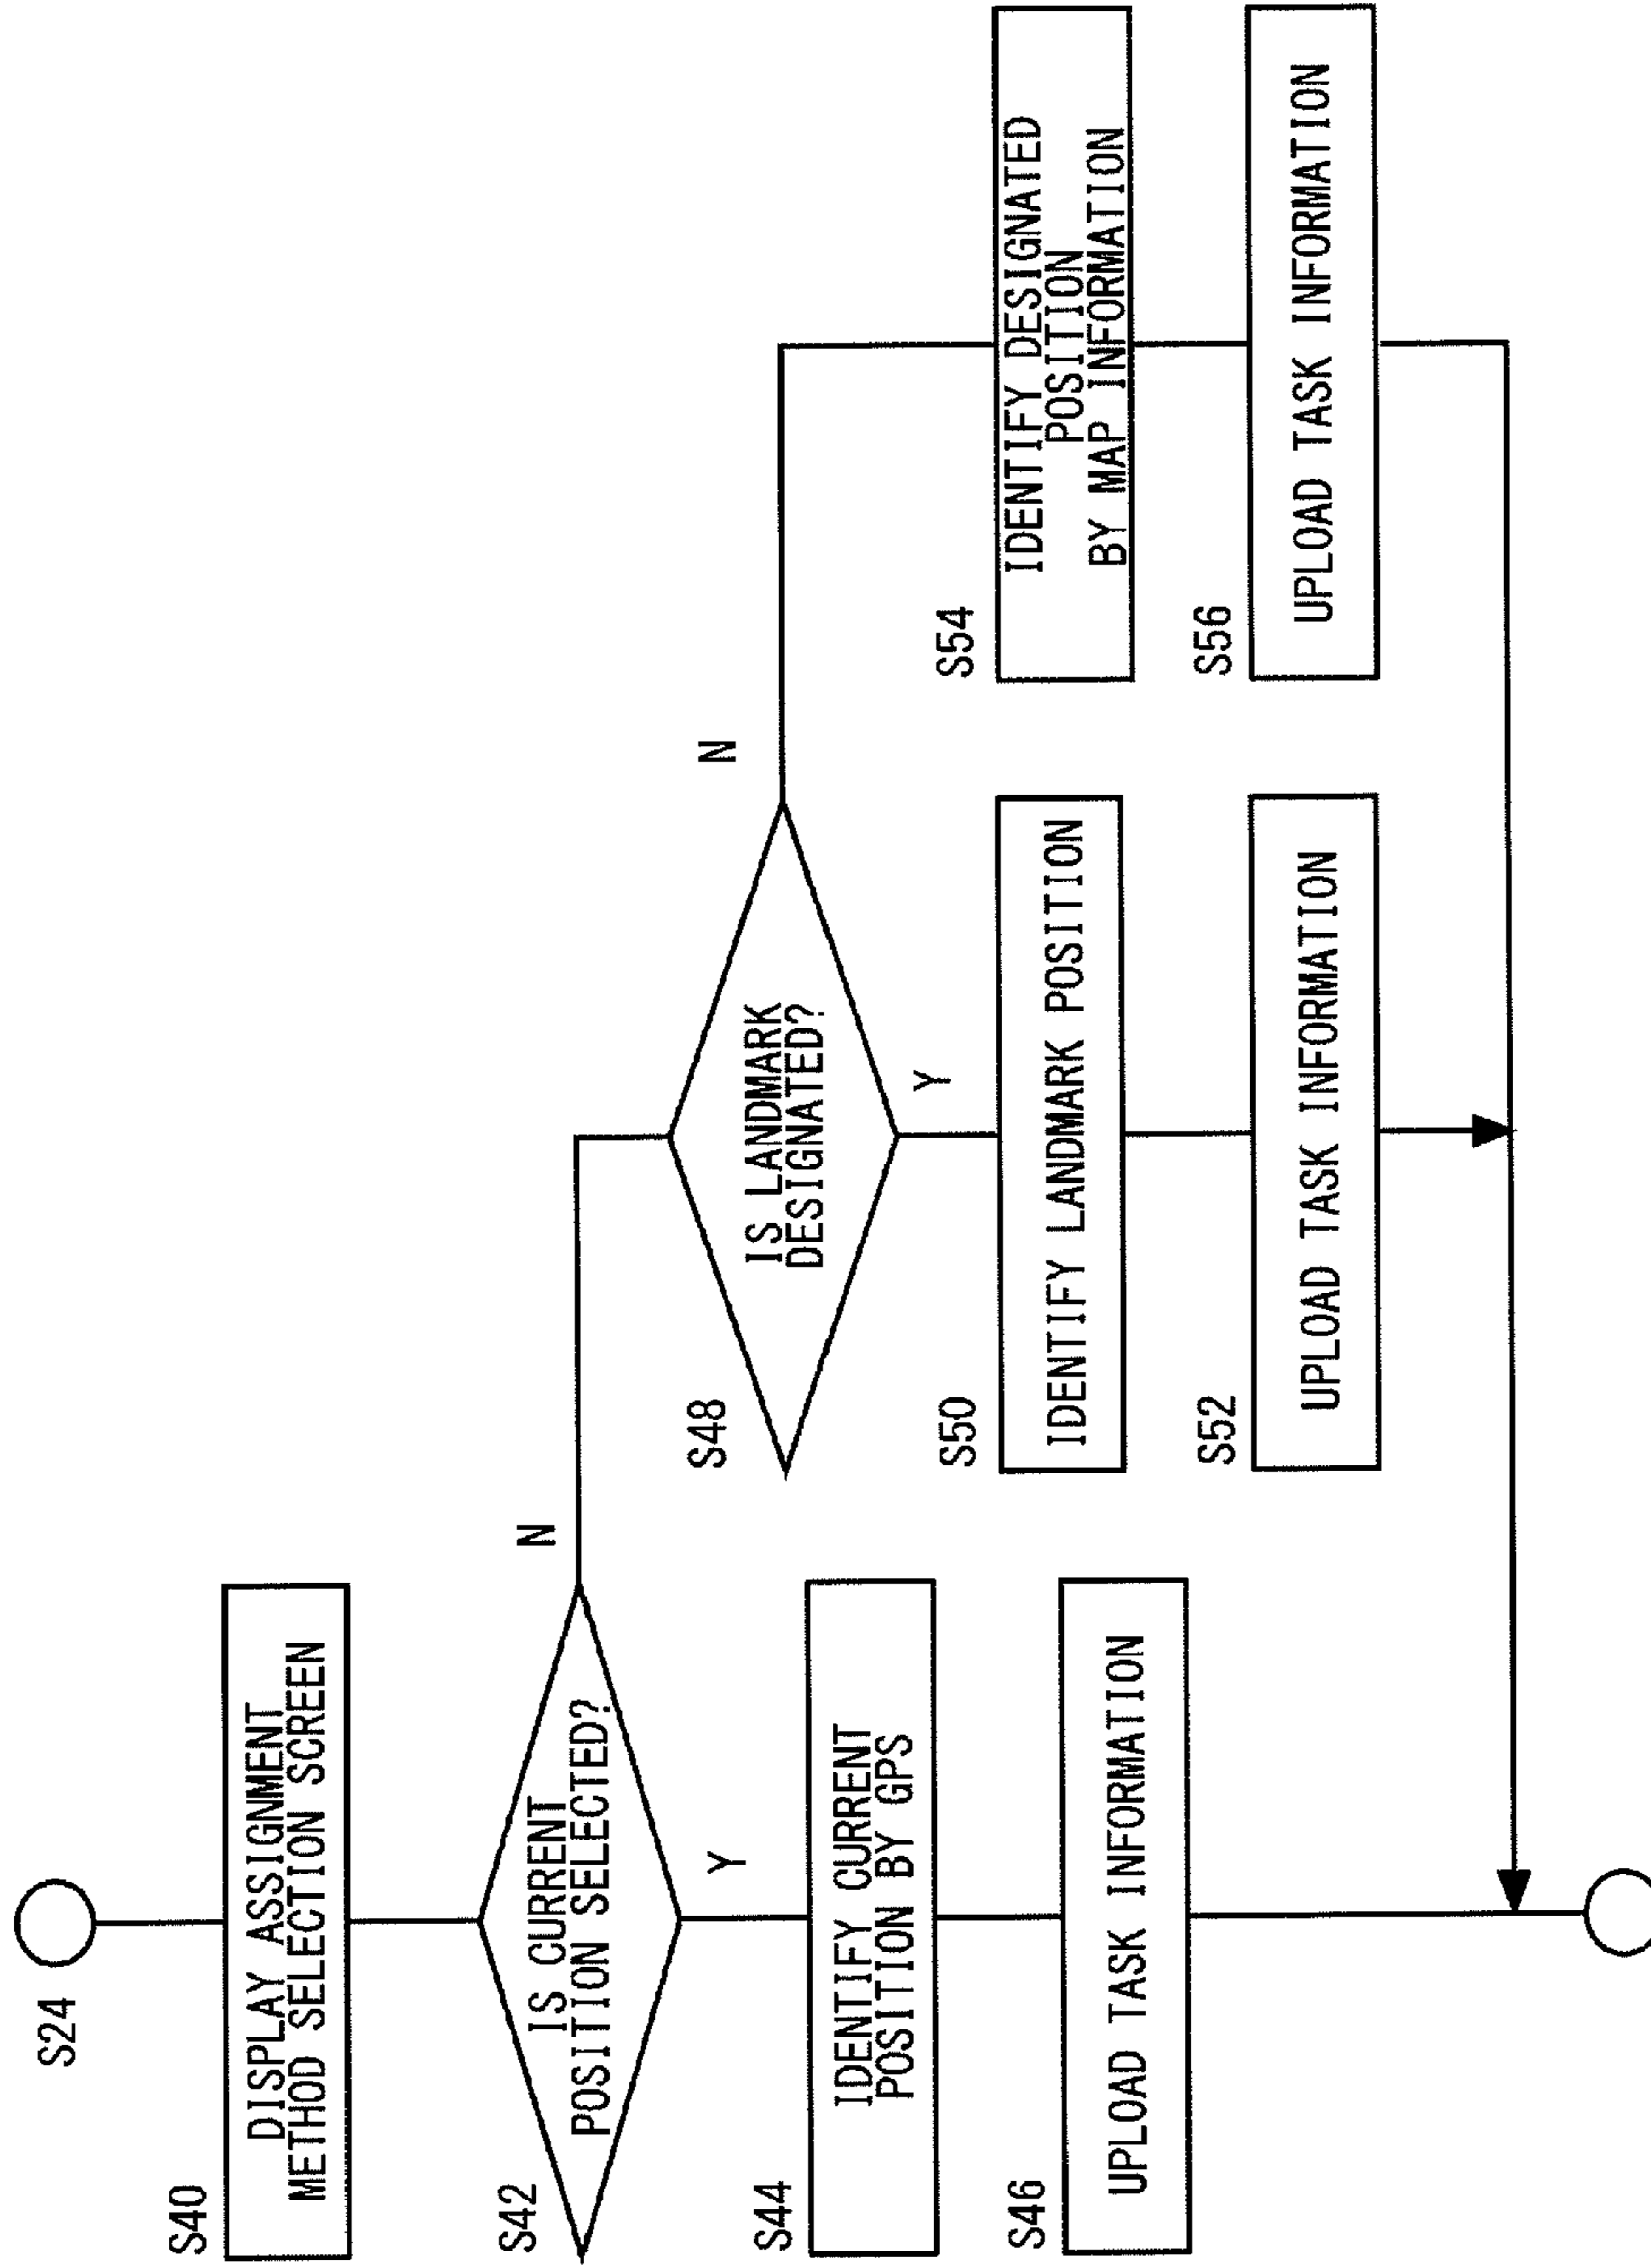 S24
S40
DISPLAY ASSIGNMENT
METHOD SELECTION SCREEN
S42
IS CURRENT
POSITION SELECTED?
N
Y
S44
IDENTIFY CURRENT
POSITION BY GPS
S46
UPLOAD TASK INFORMATION
S48
IS LANDMARK
DESIGNATED?
N
Y
S50
IDENTIFY LANDMARK POSITION
S52
UPLOAD TASK INFORMATION
S54
IDENTIFY DESIGNATED
POSITION
BY MAP INFORMATION
S56
UPLOAD TASK INFORMATION